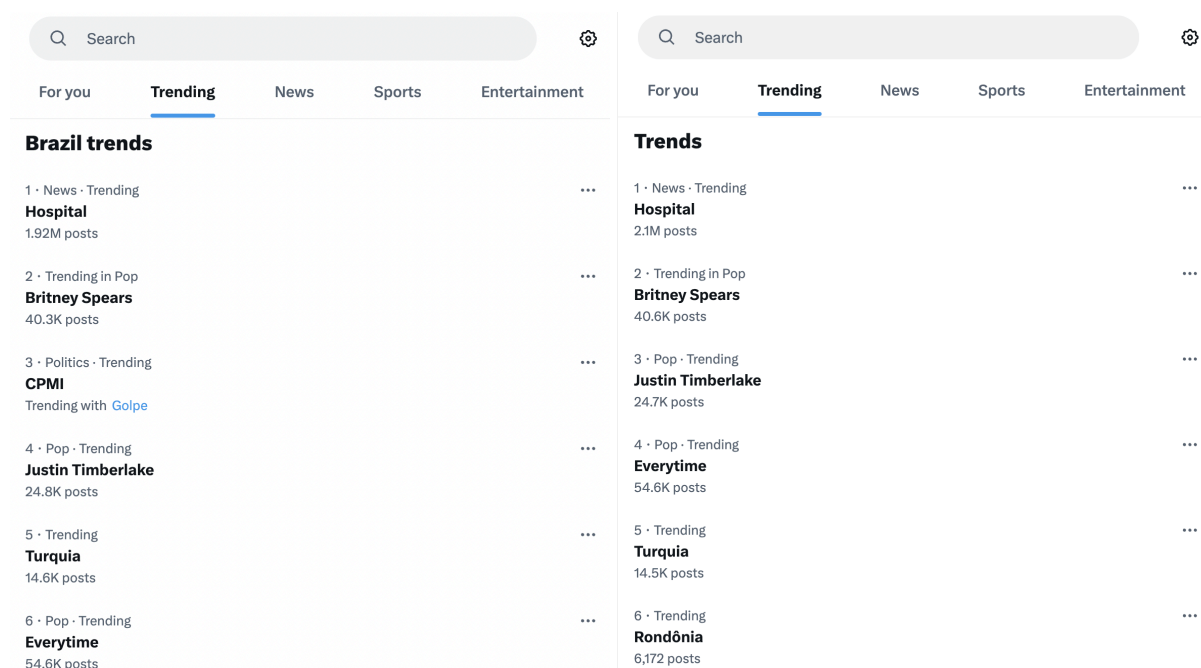 Search
For you Trending News Sports Entertainment
Brazil trends
1 · News · Trending
Hospital
1.92M posts
2 · Trending in Pop
Britney Spears
40.3K posts
3 · Politics · Trending
CPMI
Trending with Golpe
4 · Pop · Trending
Justin Timberlake
24.8K posts
5 · Trending
Turquia
14.6K posts
6 · Pop · Trending
Everytime
54.6K posts
Search
For you Trending News Sports Entertainment
Trends
1 · News · Trending
Hospital
2.1M posts
2 · Trending in Pop
Britney Spears
40.6K posts
3 · Pop · Trending
Justin Timberlake
24.7K posts
4 · Pop · Trending
Everytime
54.6K posts
5 · Trending
Turquia
14.5K posts
6 · Trending
Rondônia
6,172 posts